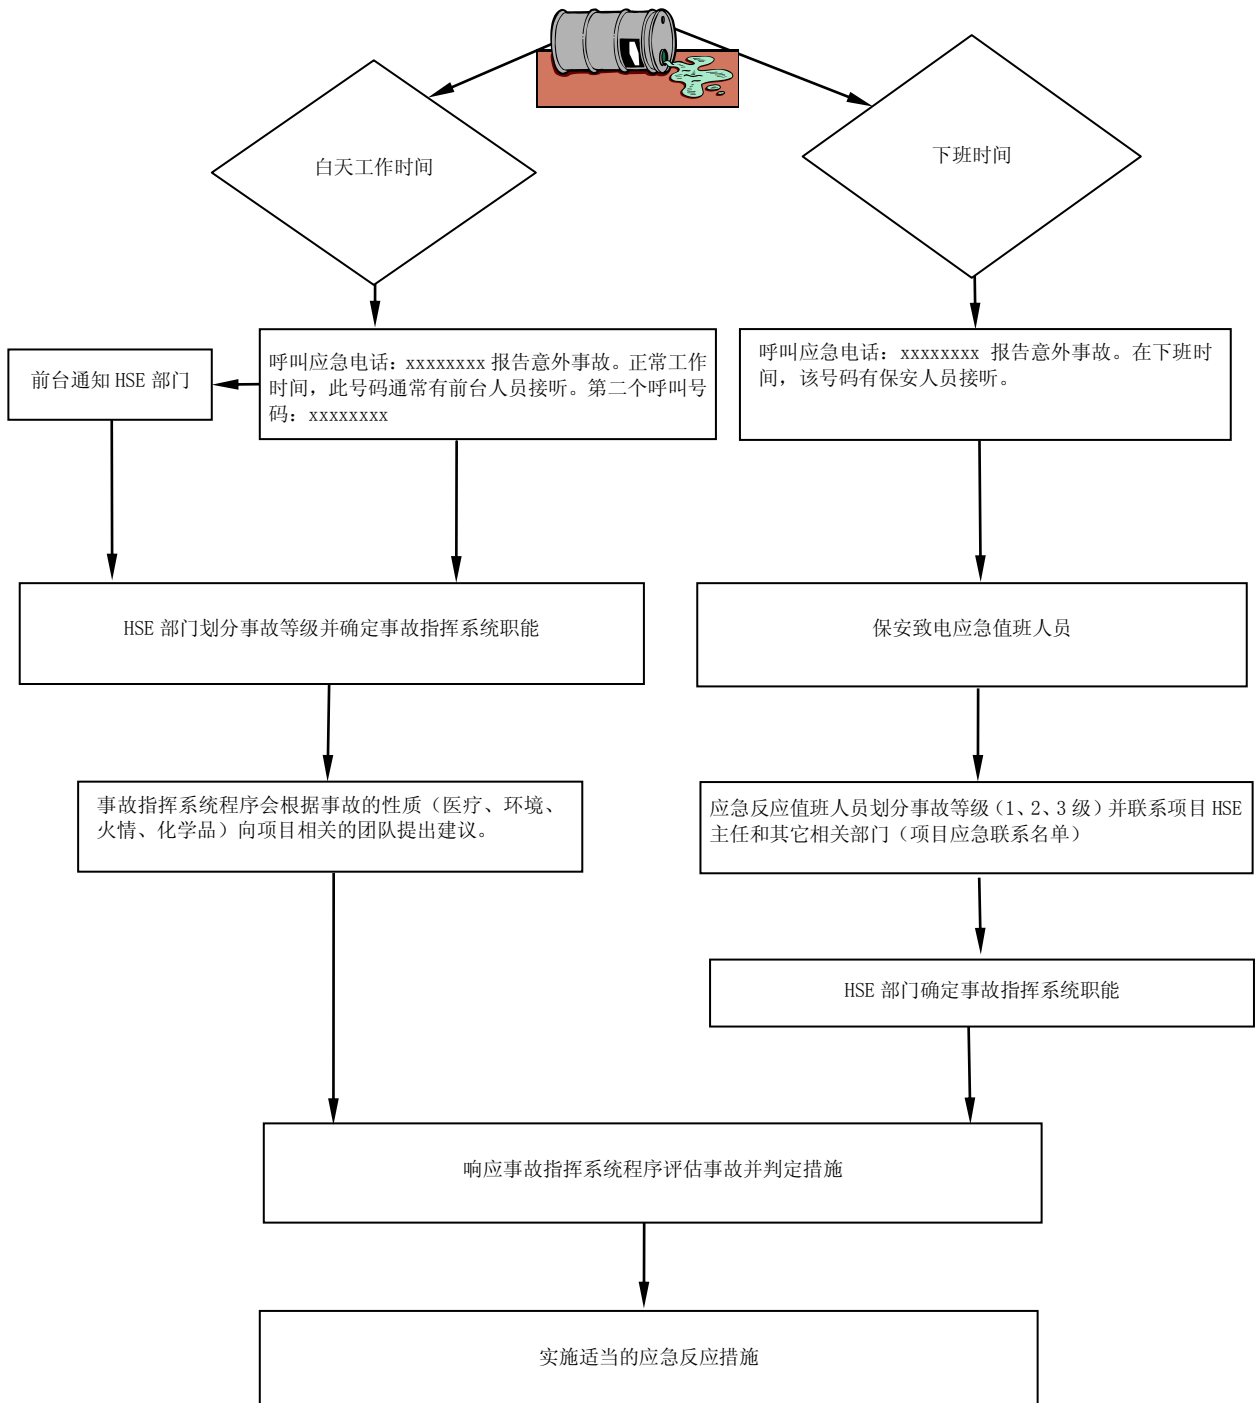 白天工作时间
下班时间
呼叫应急电话：xxxxxxxx 报告意外事故。正常工作
时间，此号码通常有前台人员接听。第二个呼叫号
码：xxxxxxxx
呼叫应急电话：xxxxxxxx 报告意外事故。在下班时
间，该号码有保安人员接听。
前台通知 HSE 部门
HSE 部门划分事故等级并确定事故指挥系统职能
保安致电应急值班人员
事故指挥系统程序会根据事故的性质（医疗、环境、
火情、化学品）向项目相关的团队提出建议。
应急反应值班人员划分事故等级（1、2、3 级）并联系项目 HSE
主任和其它相关部门（项目应急联系名单）
HSE 部门确定事故指挥系统职能
响应事故指挥系统程序评估事故并判定措施
实施适当的应急反应措施